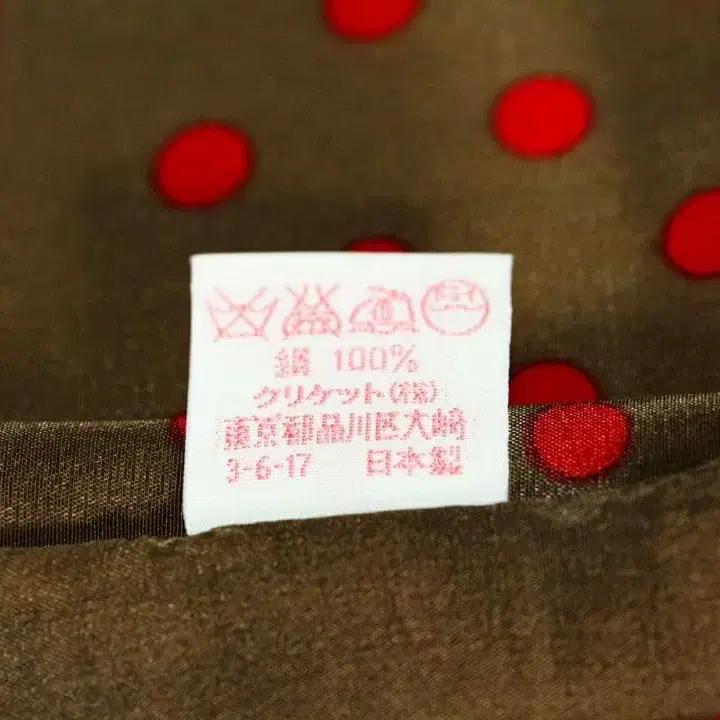 絹 100%
クリケット(株)
東京都品川区大崎
3-6-17 日本製